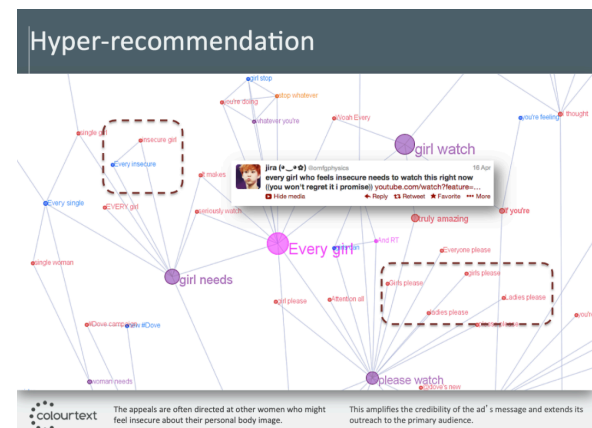 Hyper-recommendation
girl stop
you're doing
stop whatever
whatever you're
Woah Every
you're feeling
I thought
single girl
insecure girl
Every insecure
girl watch
jira (•‿•✿) @omfgphysics 16 Apr
every girl who feels insecure needs to watch this right now
((you won't regret it i promise)) youtube.com/watch?feature=...
Hide media Reply Retweet Favorite More
It makes
Every single
EVERY girl
seriously watch
truly amazing
If you're
Every girl
And RT
Everyone please
single woman
girl needs
girls please
Girls please
Ladies please
girl please
Attention all
ladies please
#Dove campaign
new #Dove
you're
woman needs
please watch
@dove's new
colourtext
The appeals are often directed at other women who might
feel insecure about their personal body image.
This amplifies the credibility of the ad's message and extends its
outreach to the primary audience.